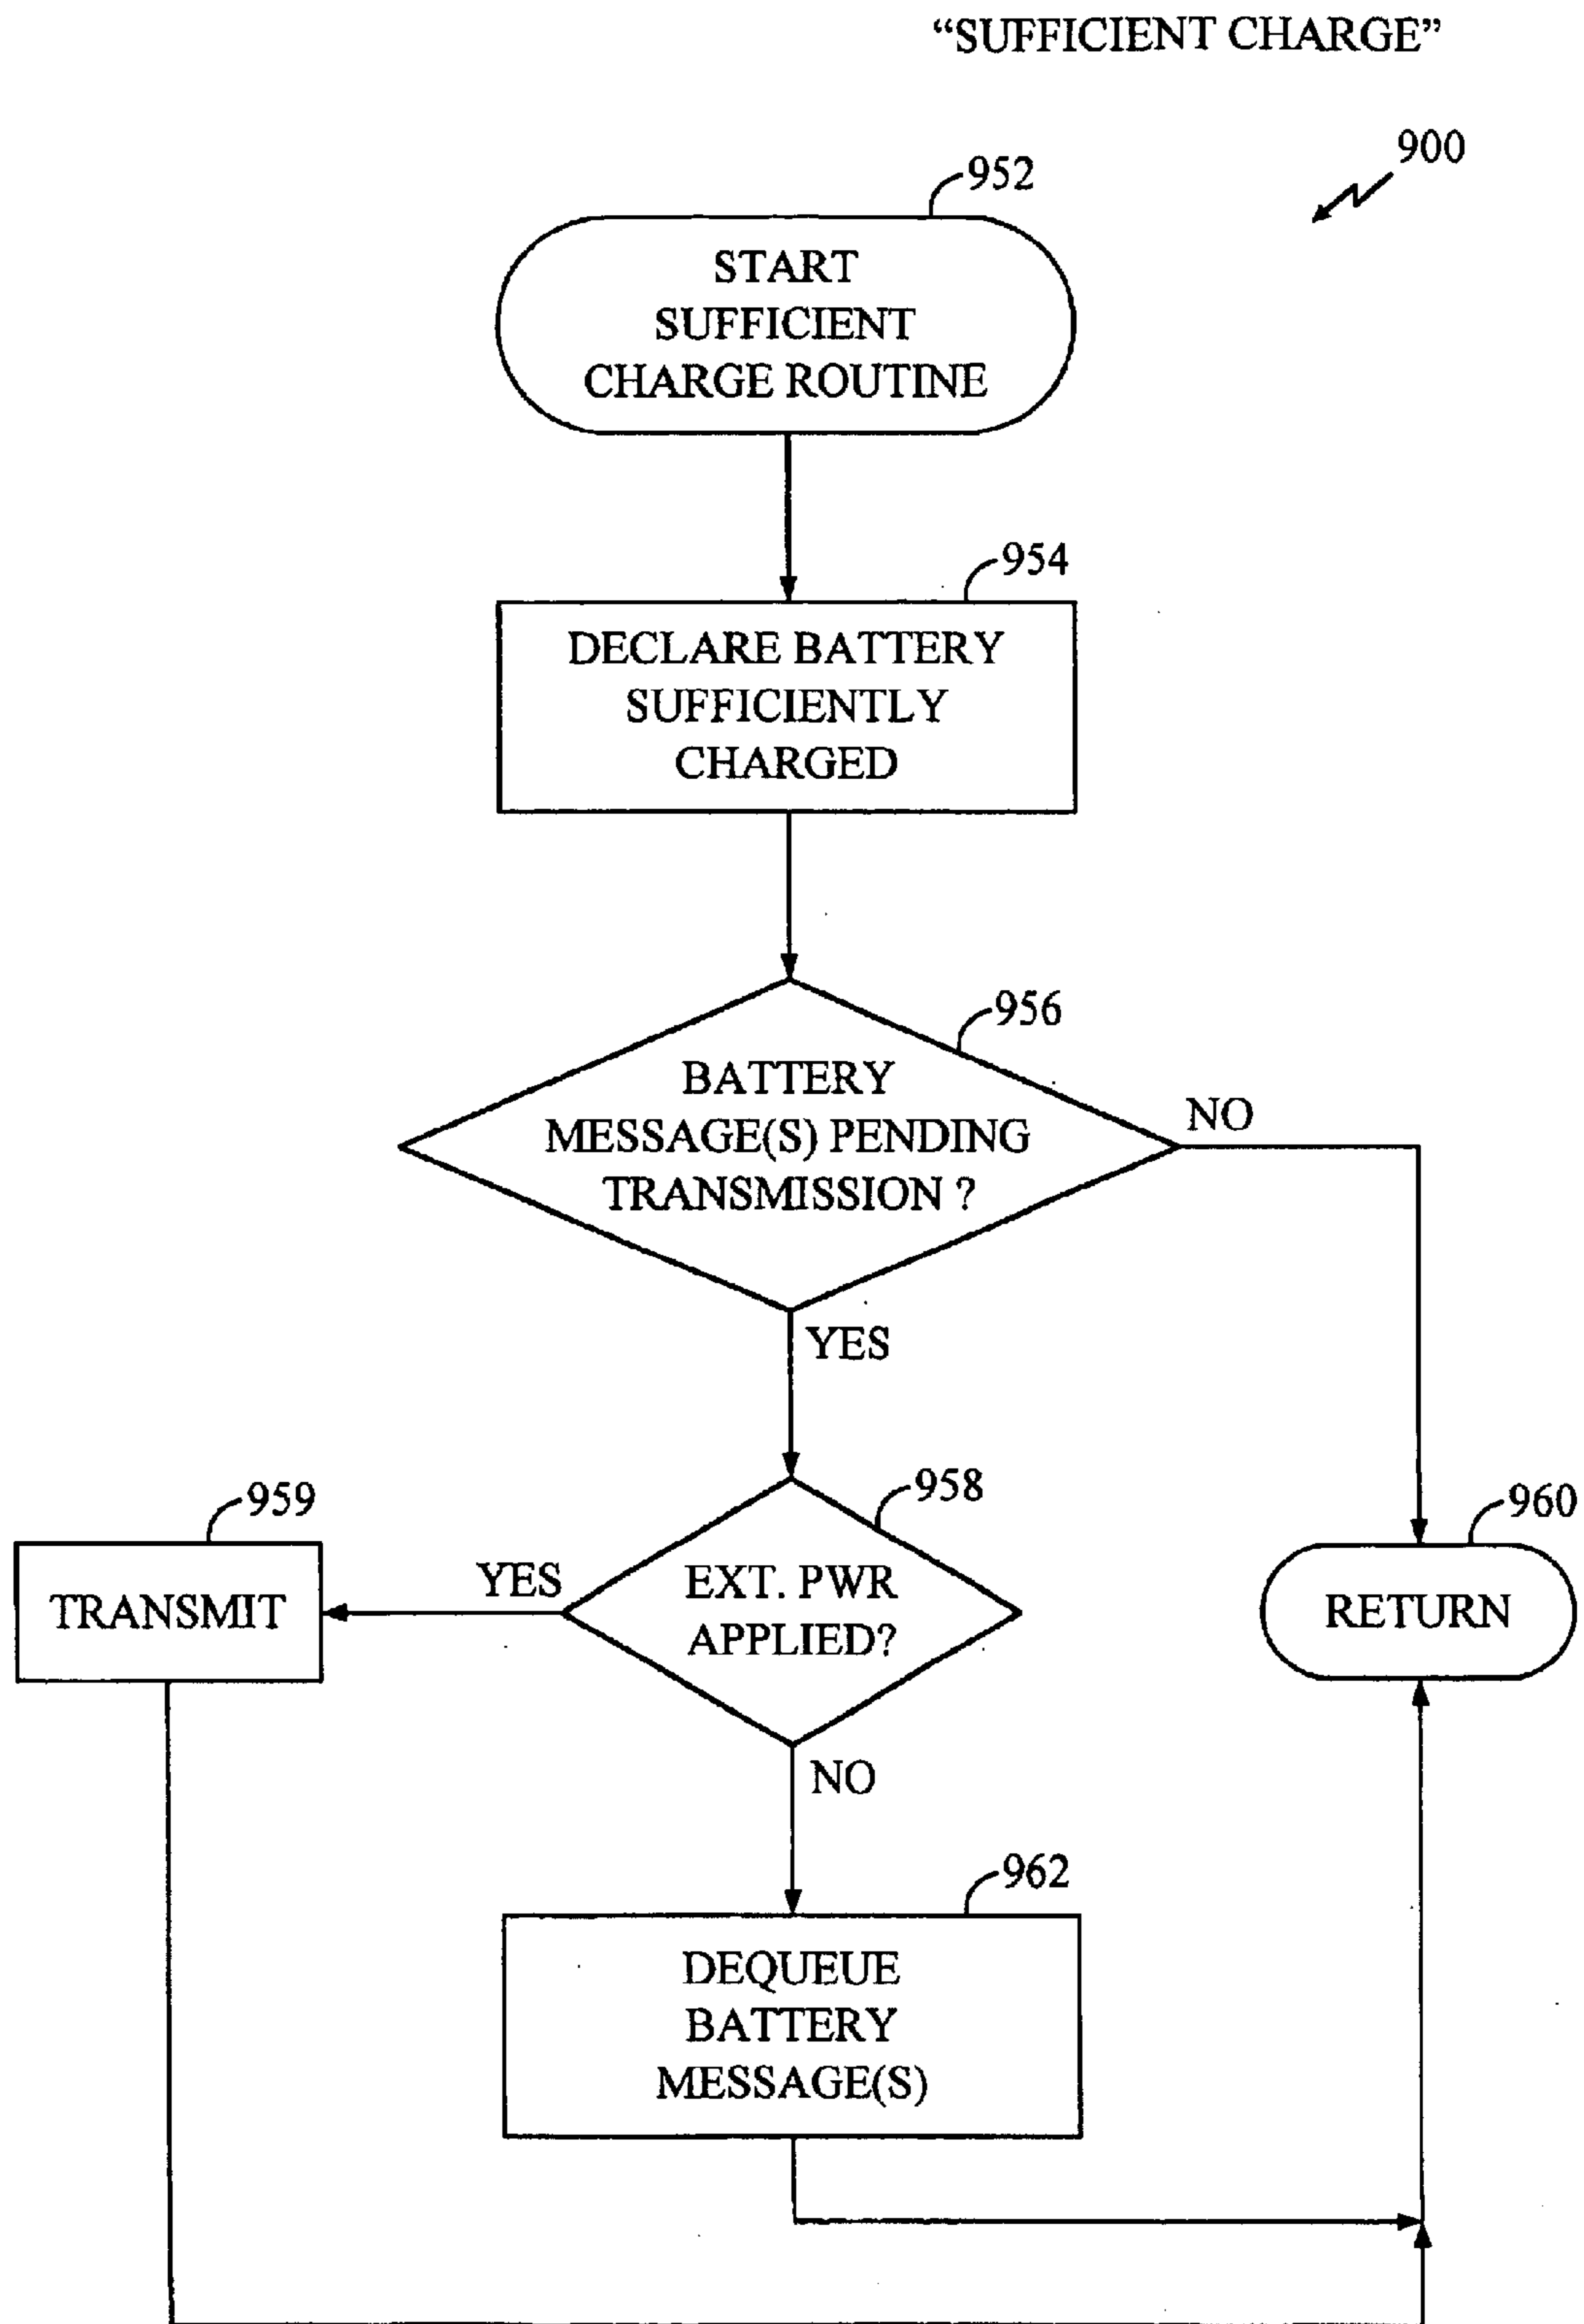 “SUFFICIENT CHARGE”
900
952
START
SUFFICIENT
CHARGE ROUTINE
954
DECLARE BATTERY
SUFFICIENTLY
CHARGED
956
BATTERY
MESSAGE(S) PENDING
TRANSMISSION ?
NO
YES
958
EXT. PWR
APPLIED?
YES
959
TRANSMIT
960
RETURN
NO
962
DEQUEUE
BATTERY
MESSAGE(S)